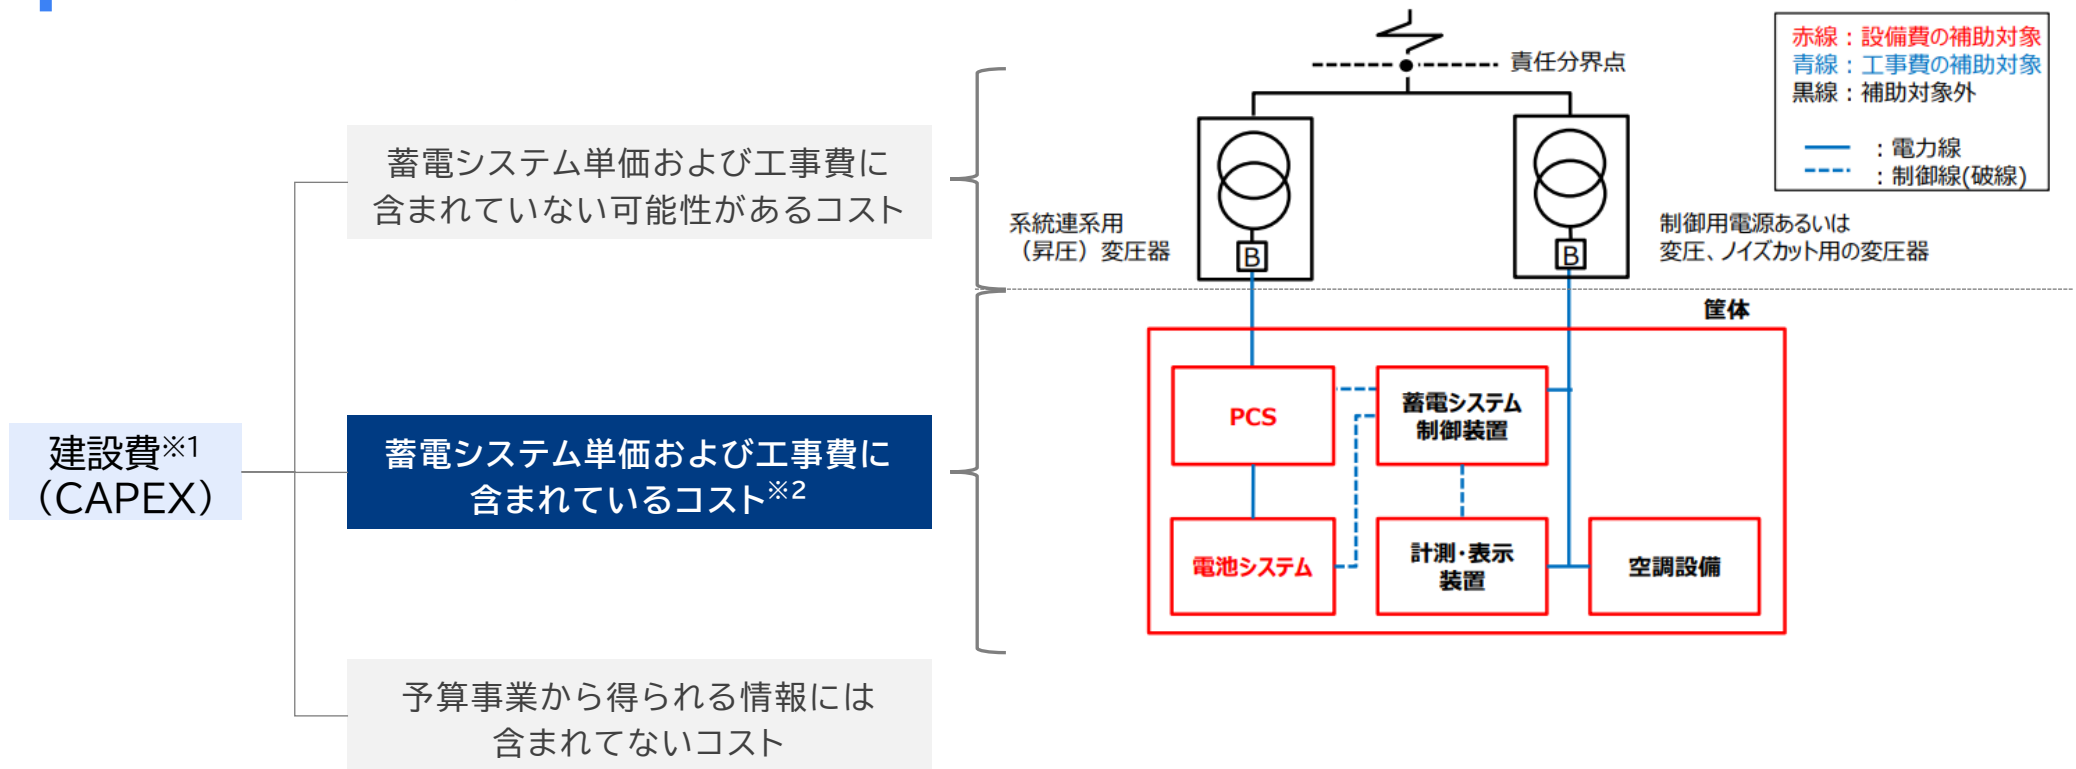 建設費※1
（CAPEX）
蓄電システム単価および工事費に
含まれていない可能性があるコスト
蓄電システム単価および工事費に
含まれているコスト※2
予算事業から得られる情報には
含まれてないコスト
責任分界点
赤線：設備費の補助対象
青線：工事費の補助対象
黒線：補助対象外
：電力線
：制御線(破線)
系統連系用
（昇圧）変圧器
B
B
制御用電源あるいは
変圧、ノイズカット用の変圧器
筐体
PCS
蓄電システム
制御装置
電池システム
計測・表示
装置
空調設備